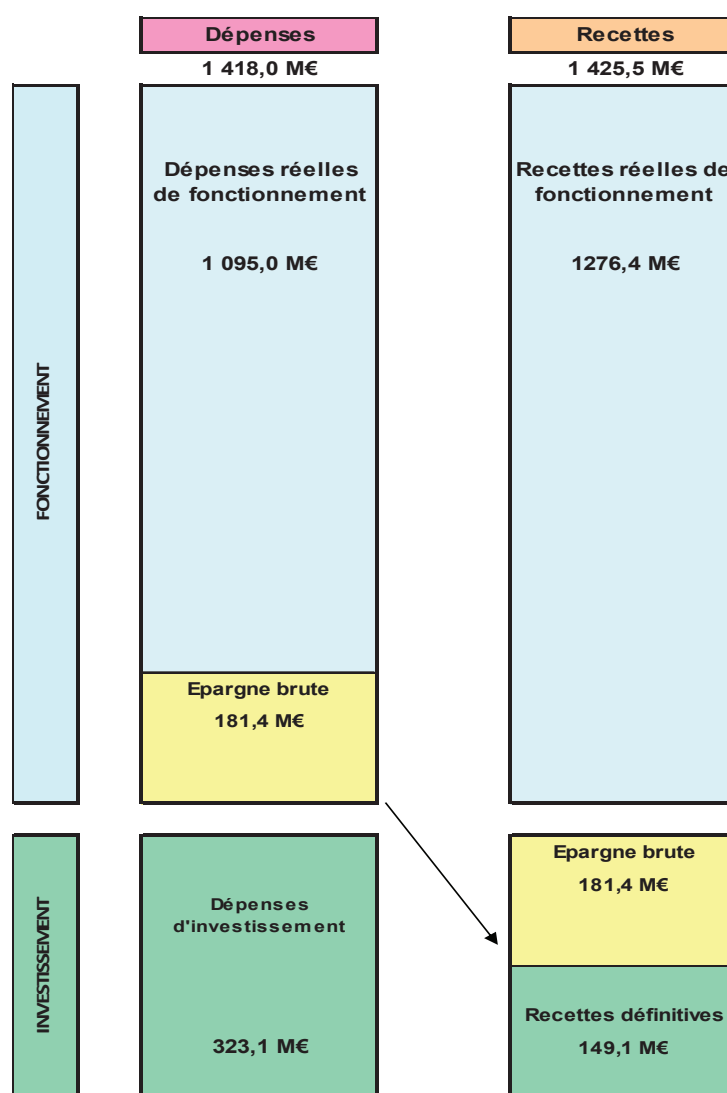 Dépenses
1 418,0 M€
Recettes
1 425,5 M€
FONCTIONNEMENT
Dépenses réelles
de fonctionnement
1 095,0 M€
Recettes réelles de
fonctionnement
1276,4 M€
Epargne brute
181,4 M€
INVESTISSEMENT
Dépenses
d'investissement
323,1 M€
Epargne brute
181,4 M€
Recettes définitives
149,1 M€